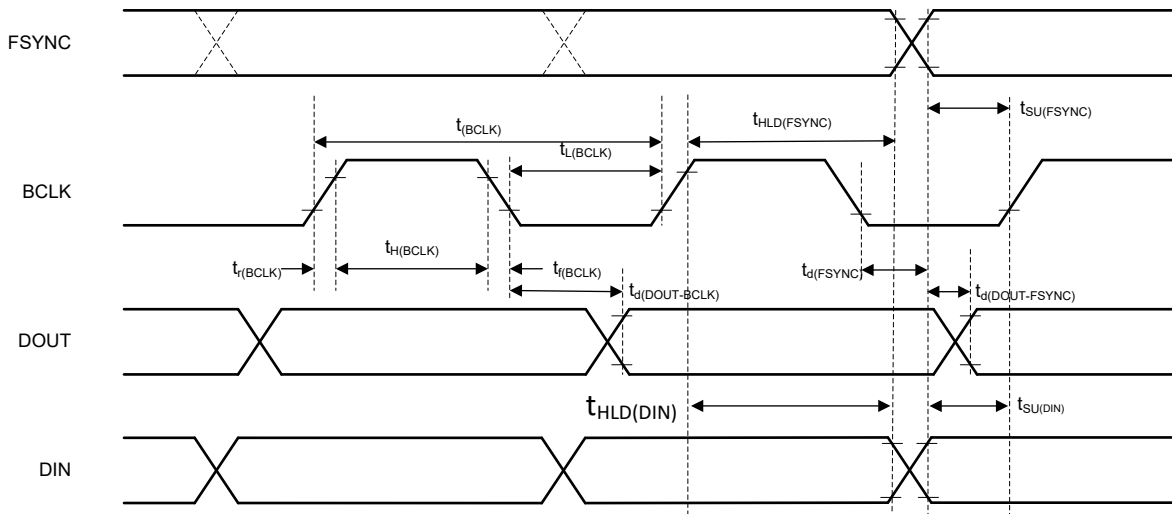 FSYNC
t(BCLK)
tHLD(FSYNC)
tSU(FSYNC)
tL(BCLK)
BCLK
tH(BCLK)
tr(BCLK)
tf(BCLK)
td(FSYNC)
td(DOUT-BCLK)
td(DOUT-FSYNC)
DOUT
tHLD(DIN)
tSU(DIN)
DIN